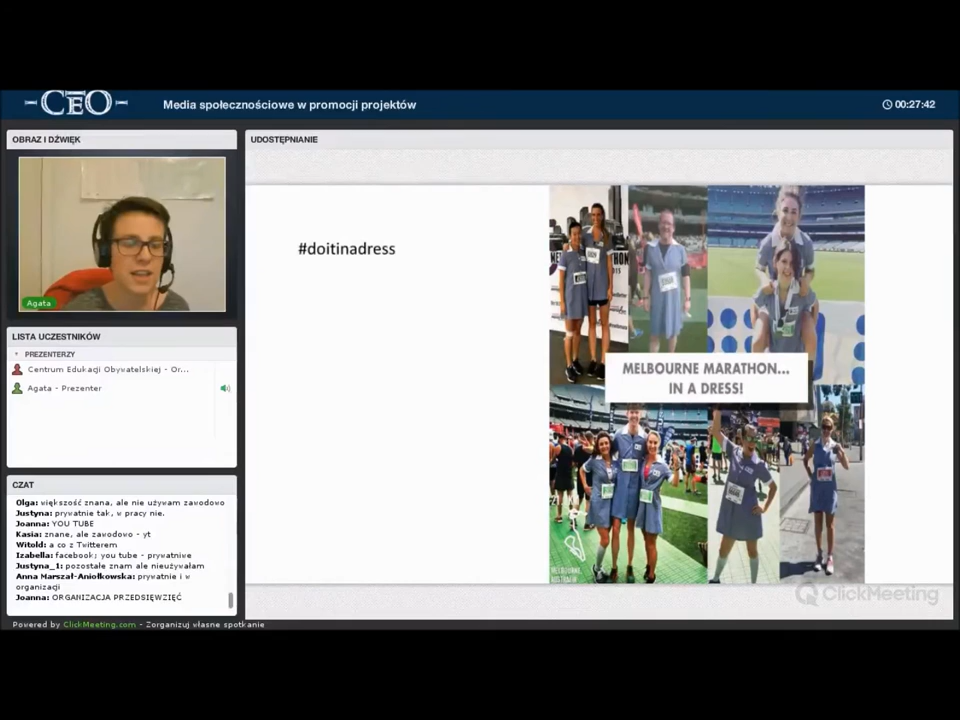 CEO
Media społecznościowe w promocji projektów
00:27:42
OBRAZ I DŹWIĘK
Agata
LISTA UCZESTNIKÓW
PREZENTERZY
Centrum Edukacji Obywatelskiej - Or...
Agata - Prezenter
CZAT
Olga: większość znana, ale nie używam zawodowo
Justyna: prywatnie tak, w pracy nie.
Joanna: YOU TUBE
Kasia: znane, ale zawodowo - yt
Witold: a co z Twitterem
Izabella: facebook; you tube - prywatniwe
Justyna_1: pozostałe znam ale nieużywałam
Anna Marszał-Aniołkowska: prywatnie i w
organizacji
Joanna: ORGANIZACJA PRZEDSIĘWZIĘĆ
UDOSTĘPNIANIE
#doitinadress
MELBOURNE MARATHON...
IN A DRESS!
MELBOURNE,
AUSTRALIA
ClickMeeting
Powered by ClickMeeting.com - Zorganizuj własne spotkanie